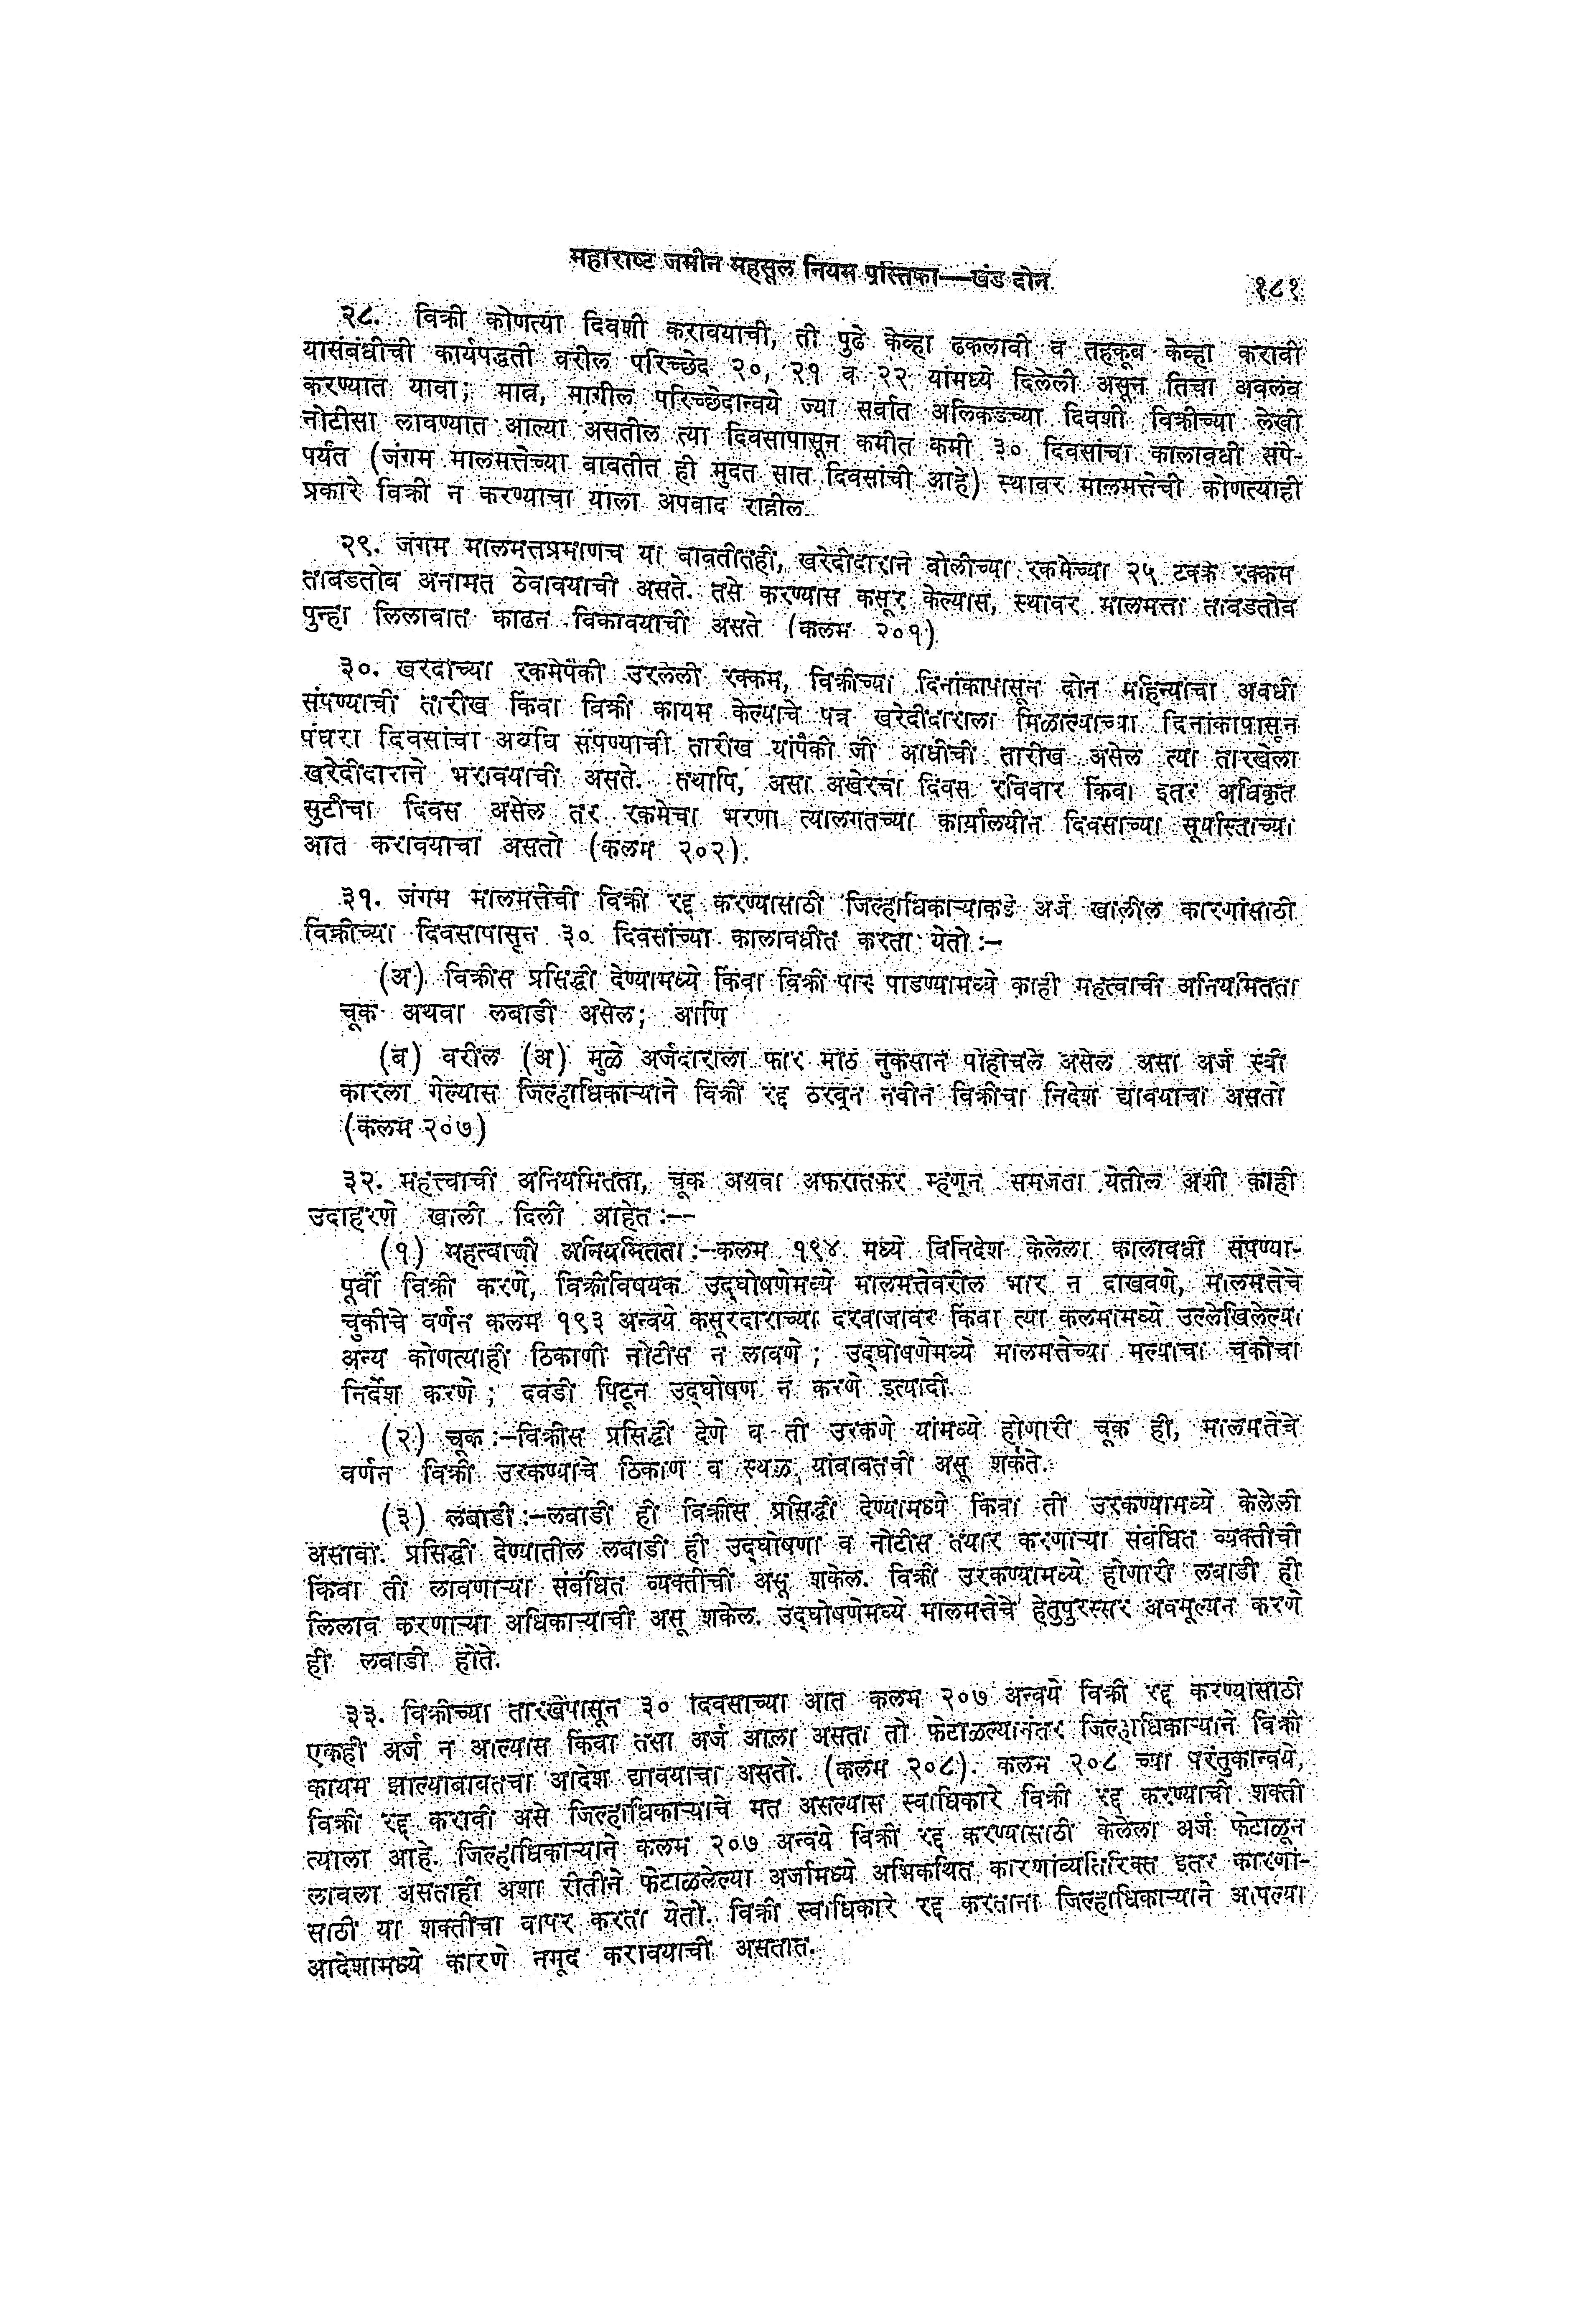 महाराष्ट जमीन महसूल नियम पुस्तिका—खंड दोन
१८१
२८. विक्री कोणत्या दिवशी करावयाची, ती पुढे केव्हा ढकलावी व तहकूब केव्हा करावी
यासंबंधीची कार्यपद्धती वरील परिच्छेद २०, २१ व २२ यांमध्ये दिलेली असून तिचा अवलंब
करण्यात यावा; मात्र, मागील परिच्छेदान्वये ज्या सर्वात अलिकडच्या दिवशी विक्रीच्या लेखी
नोटीसा लावण्यात आल्या असतील त्या दिवसापासून कमीत कमी ३० दिवसांचा कालावधी संपे-
पर्यंत (जंगम मालमत्तेच्या बाबतीत ही मुदत सात दिवसांची आहे) स्थावर मालमत्तेची कोणत्याही
प्रकारे विक्री न करण्याचा याला अपवाद राहील.
२९. जंगम मालमत्तेप्रमाणेच या बाबतीतही, खरेदीदाराने बोलीच्या रकमेच्या २५ टक्के रक्कम
ताबडतोब अनामत ठेवावयाची असते. तसे करण्यास कसूर केल्यास, स्थावर मालमत्ता ताबडतोब
पुन्हा लिलावात काढून विकावयाची असते (कलम २०१)
३०. खरेदीच्या रकमेपैकी उरलेली रक्कम, विक्रीच्या दिनांकापासून दोन महिन्याचा अवधी
संपण्याची तारीख किंवा विक्री कायम केल्याचे पत्र खरेदीदाराला मिळाल्याच्या दिनांकापासून
पंधरा दिवसांचा अवधि संपण्याची तारीख यांपैकी जी आधीची तारीख असेल त्या तारखेला
खरेदीदाराने भरावयाची असते. तथापि, असा अखेरचा दिवस रविवार किंवा इतर अधिकृत
सुटीचा दिवस असेल तर रकमेचा भरणा त्यालगतच्या कार्यालयीन दिवसाच्या सूर्यास्ताच्या
आत करावयाचा असतो (कलम २०२).
३१. जंगम मालमत्तेची विक्री रद्द करण्यासाठी जिल्हाधिकाऱ्याकडे अर्ज खालील कारणांसाठी
विक्रीच्या दिवसापासून ३० दिवसांच्या कालावधीत करता येतो :—
(अ) विक्रीस प्रसिद्धी देण्यामध्ये किंवा विक्री पार पाडण्यामध्ये काही महत्वाची अनियमितता
चूक अथवा लबाडी असेल; आणि
(ब) वरील (अ) मुळे अर्जदाराला फार मोठे नुकसान पोहोचले असेल असा अर्ज स्वी
कारला गेल्यास जिल्हाधिकाऱ्याने विक्री रद्द ठरवून नवीन विक्रीचा निदेश द्यावयाचा असतो
(कलम २०७)
३२. महत्त्वाची अनियमितता, चूक अथवा अफरातफर म्हणून समजता येतील अशी काही
उदाहरणे खाली दिली आहेत :—
(१) महत्वाची अनियमितता :—कलम १९४ मध्ये विनिदेश केलेला कालावधी संपण्या-
पूर्वी विक्री करणे, विक्रीविषयक उद्घोषणेमध्ये मालमत्तेवरील भार न दाखवणे, मालमत्तेचे
चुकीचे वर्णन कलम १९३ अन्वये कसूरदाराच्या दरवाजावर किंवा त्या कलमामध्ये उल्लेखिलेल्या
अन्य कोणत्याही ठिकाणी नोटीस न लावणे ; उद्घोषणेमध्ये मालमत्तेच्या मूल्याचा चुकीचा
निर्देश करणे ; दवंडी पिटून उद्घोषण न करणे इत्यादी.
(२) चूक :—विक्रीस प्रसिद्धी देणे व ती उरकणे यांमध्ये होणारी चूक ही, मालमत्तेचे
वर्णन विक्री उरकण्याचे ठिकाण व स्थळ यांबाबतची असू शकेते.
(३) लबाडी :—लबाडी ही विक्रीस प्रसिद्धी देण्यामध्ये किंवा ती उरकण्यामध्ये केलेली
असावी. प्रसिद्धी देण्यातील लबाडी ही उद्घोषणा व नोटीस तयार करणाऱ्या संबंधित व्यक्तीची
किंवा ती लावणाऱ्या संबंधित व्यक्तीची असू शकेल. विक्री उरकण्यामध्ये होणारी लबाडी ही
लिलाव करणाऱ्या अधिकाऱ्याची असू शकेल. उद्घोषणेमध्ये मालमत्तेचे हेतुपुरस्सर अवमूल्यन करणे
ही लबाडी होते.
३३. विक्रीच्या तारखेपासून ३० दिवसाच्या आत कलम २०७ अन्वये विक्री रद्द करण्यासाठी
एकही अर्ज न आल्यास किंवा तसा अर्ज आला असता तो फेटाळल्यानंतर जिल्हाधिकाऱ्याने विक्री
कायम झाल्याबाबतचा आदेश द्यावयाचा असतो. (कलम २०८). कलम २०८ च्या परंतुकान्वये,
विक्री रद्द करावी असे जिल्हाधिकाऱ्याचे मत असल्यास स्वाधिकारे विक्री रद्द करण्याची शक्ती
त्याला आहे. जिल्हाधिकाऱ्याने कलम २०७ अन्वये विक्री रद्द करण्यासाठी केलेला अर्ज फेटाळून
लावला असताही अशा रीतीने फेटाळलेल्या अर्जामध्ये अभिकथित कारणांव्यतिरिक्त इतर कारणां-
साठी या शक्तीचा वापर करता येतो. विक्री स्वाधिकारे रद्द करताना जिल्हाधिकाऱ्याने आपल्या
आदेशामध्ये कारणे नमूद करावयाची असतात.